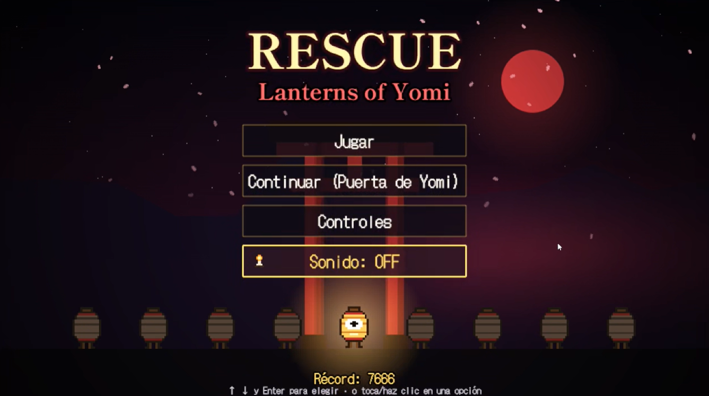 RESCUE
Lanterns of Yomi
Jugar
Continuar (Puerta de Yomi)
Controles
Sonido: OFF
Récord: 7666
↑ ↓ y Enter para elegir · o toca/haz clic en una opción